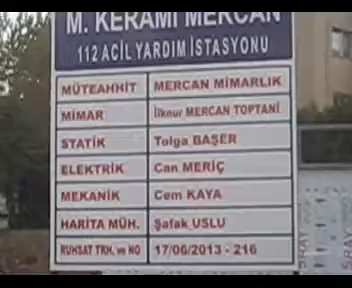 M. KERAMİ MERCAN
112 ACİL YARDIM İSTASYONU
MÜTEAHHİT MERCAN MİMARLIK
MİMAR İlknur MERCAN TOPTANİ
STATİK Tolga BAŞER
ELEKTRİK Can MERİÇ
MEKANİK Cem KAYA
HARİTA MÜH. Şafak USLU
RUHSAT TRH. ve NO 17/06/2013 - 216